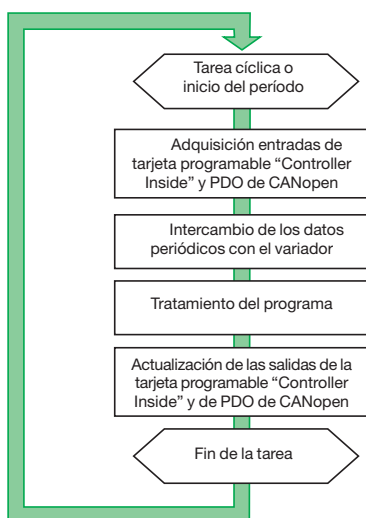 Tarea cíclica o
inicio del período
Adquisición entradas de
tarjeta programable “Controller
Inside” y PDO de CANopen
Intercambio de los datos
periódicos con el variador
Tratamiento del programa
Actualización de las salidas de la
tarjeta programable “Controller
Inside” y de PDO de CANopen
Fin de la tarea